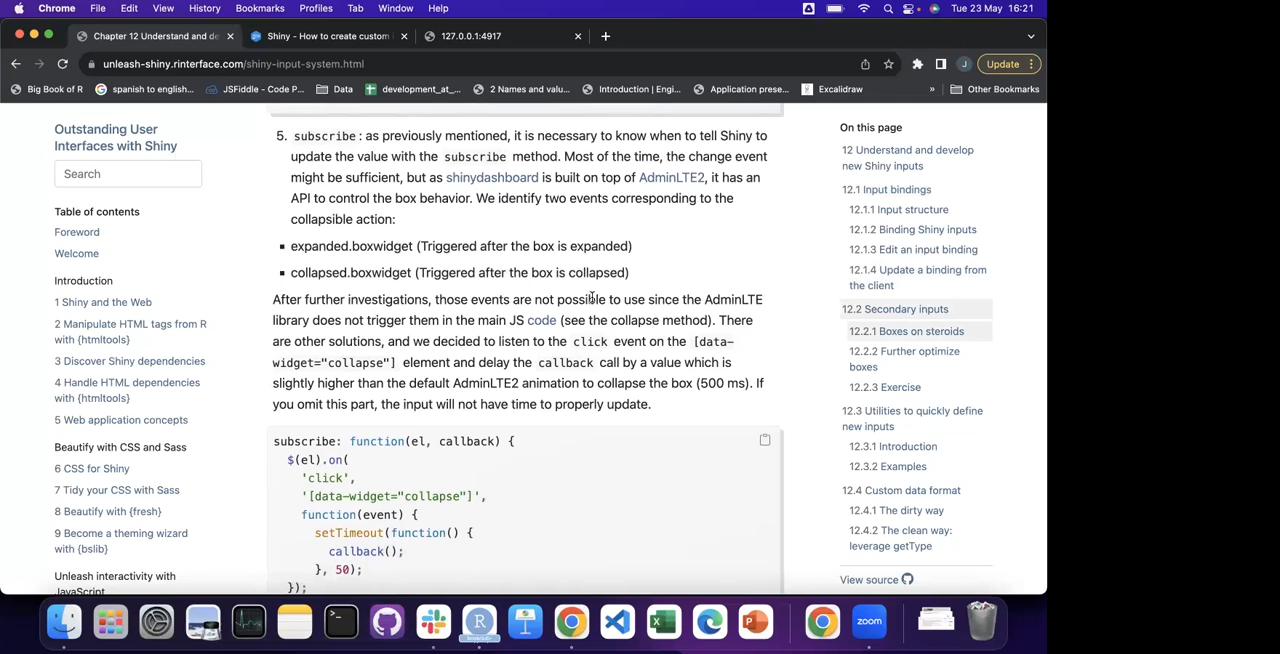 Chrome File Edit View History Bookmarks Profiles Tab Window Help Tue 23 May 16:21
Chapter 12 Understand and de Shiny - How to create custom 127.0.0.1:4917
unleash-shiny.rinterface.com/shiny-input-system.html J Update
Big Book of R spanish to english... JSFiddle - Code P... Data development_at_... 2 Names and valu... Introduction | Engi... Application prese... Excalidraw » Other Bookmarks
Outstanding User
Interfaces with Shiny
Search
Table of contents
Foreword
Welcome
Introduction
1 Shiny and the Web
2 Manipulate HTML tags from R
with {htmltools}
3 Discover Shiny dependencies
4 Handle HTML dependencies
with {htmltools}
5 Web application concepts
Beautify with CSS and Sass
6 CSS for Shiny
7 Tidy your CSS with Sass
8 Beautify with {fresh}
9 Become a theming wizard
with {bslib}
Unleash interactivity with
JavaScript
5. subscribe: as previously mentioned, it is necessary to know when to tell Shiny to
update the value with the subscribe method. Most of the time, the change event
might be sufficient, but as shinydashboard is built on top of AdminLTE2, it has an
API to control the box behavior. We identify two events corresponding to the
collapsible action:
▪ expanded.boxwidget (Triggered after the box is expanded)
▪ collapsed.boxwidget (Triggered after the box is collapsed)
After further investigations, those events are not possible to use since the AdminLTE
library does not trigger them in the main JS code (see the collapse method). There
are other solutions, and we decided to listen to the click event on the [data-
widget="collapse"] element and delay the callback call by a value which is
slightly higher than the default AdminLTE2 animation to collapse the box (500 ms). If
you omit this part, the input will not have time to properly update.
subscribe: function(el, callback) {
$(el).on(
'click',
'[data-widget="collapse"]',
function(event) {
setTimeout(function() {
callback();
}, 50);
});
On this page
12 Understand and develop
new Shiny inputs
12.1 Input bindings
12.1.1 Input structure
12.1.2 Binding Shiny inputs
12.1.3 Edit an input binding
12.1.4 Update a binding from
the client
12.2 Secondary inputs
12.2.1 Boxes on steroids
12.2.2 Further optimize
boxes
12.2.3 Exercise
12.3 Utilities to quickly define
new inputs
12.3.1 Introduction
12.3.2 Examples
12.4 Custom data format
12.4.1 The dirty way
12.4.2 The clean way:
leverage getType
View source
zoom